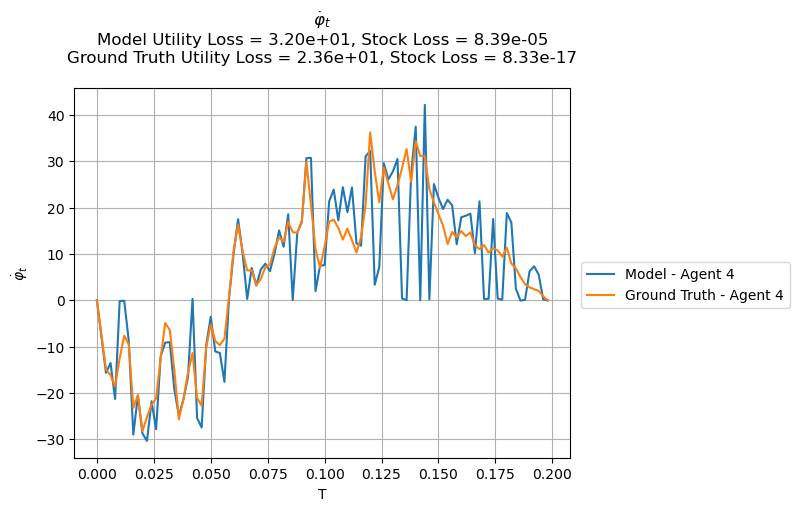 φ̇ₜ
Model Utility Loss = 3.20e+01, Stock Loss = 8.39e-05
Ground Truth Utility Loss = 2.36e+01, Stock Loss = 8.33e-17
40
30
20
10
0
−10
−20
−30
φ̇ₜ
0.000
0.025
0.050
0.075
0.100
0.125
0.150
0.175
0.200
T
Model - Agent 4
Ground Truth - Agent 4